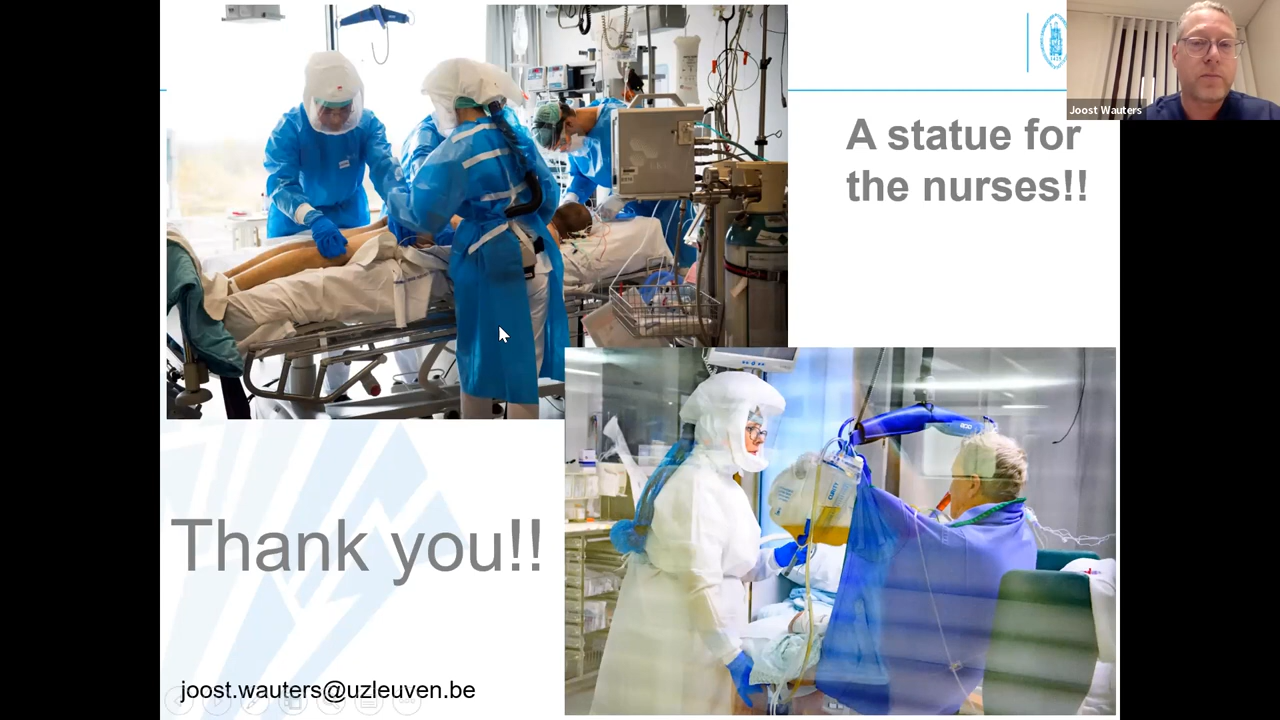 Joost Wauters
A statue for
the nurses!!
Thank you!!
joost.wauters@uzleuven.be